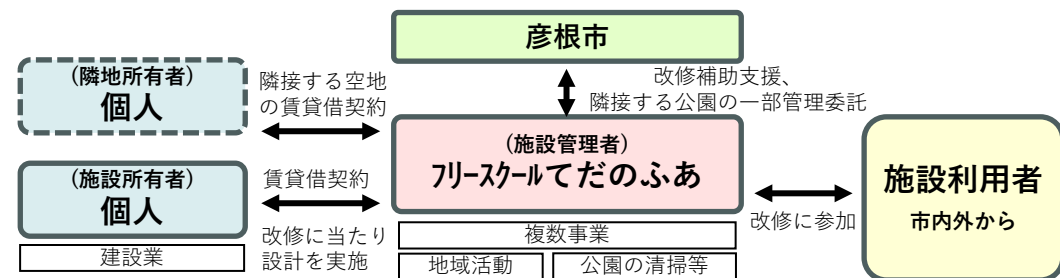 彦根市
改修補助支援、
隣接する公園の一部管理委託
(隣地所有者)
個人
隣接する空地
の賃貸借契約
(施設管理者)
フリースクールてだのふあ
(施設所有者)
個人
賃貸借契約
改修に当たり
設計を実施
建設業
複数事業
地域活動
公園の清掃等
改修に参加
施設利用者
市内外から